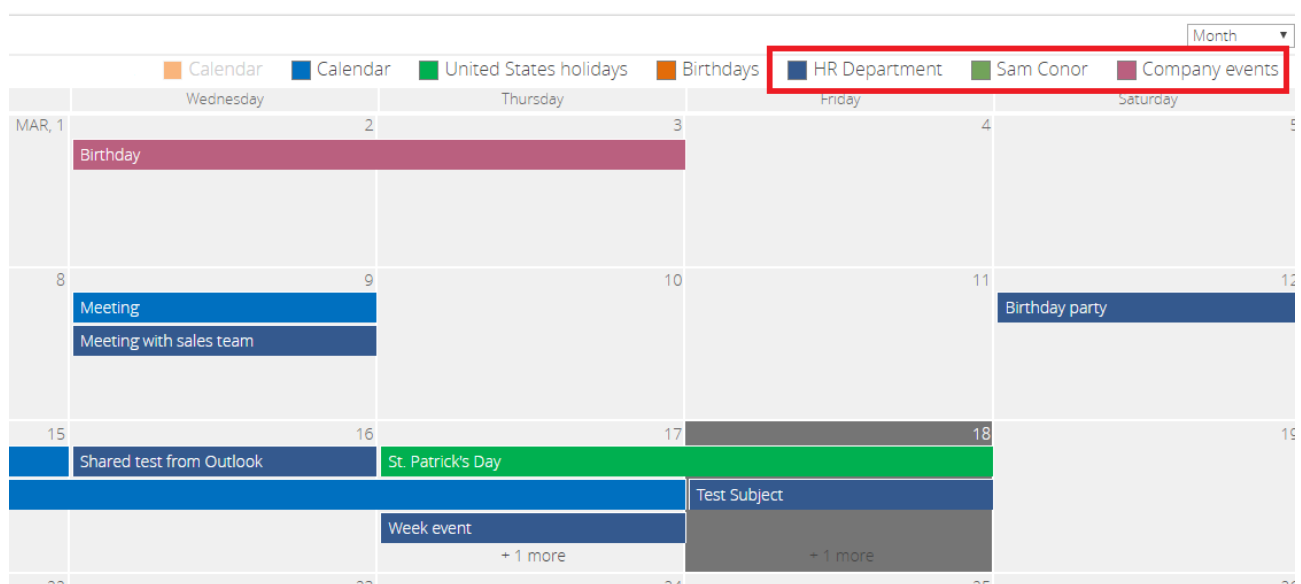 Month
Calendar Calendar United States holidays Birthdays HR Department Sam Conor Company events
Wednesday Thursday Friday Saturday
MAR, 1 2 3 4 5
Birthday
8 9 10 11 12
Meeting Birthday party
Meeting with sales team
15 16 17 18 19
Shared test from Outlook St. Patrick's Day
Test Subject
Week event
+ 1 more + 1 more